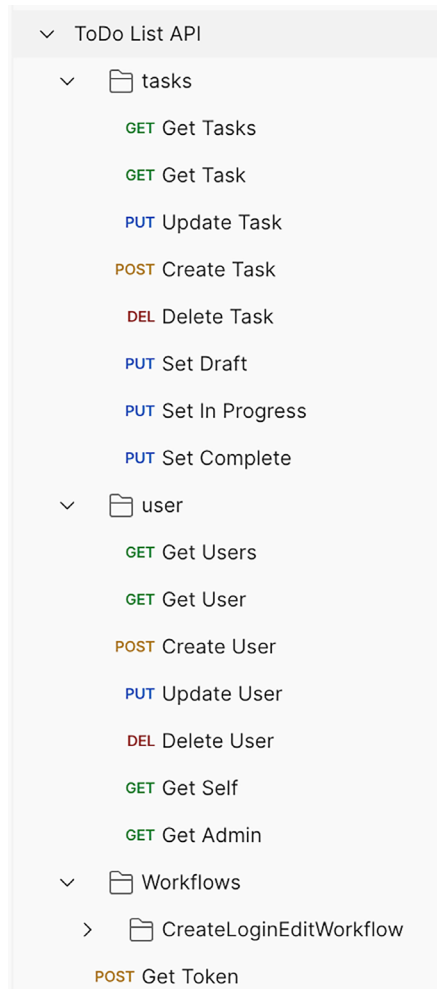 ToDo List API
tasks
GET Get Tasks
GET Get Task
PUT Update Task
POST Create Task
DEL Delete Task
PUT Set Draft
PUT Set In Progress
PUT Set Complete
user
GET Get Users
GET Get User
POST Create User
PUT Update User
DEL Delete User
GET Get Self
GET Get Admin
Workflows
CreateLoginEditWorkflow
POST Get Token